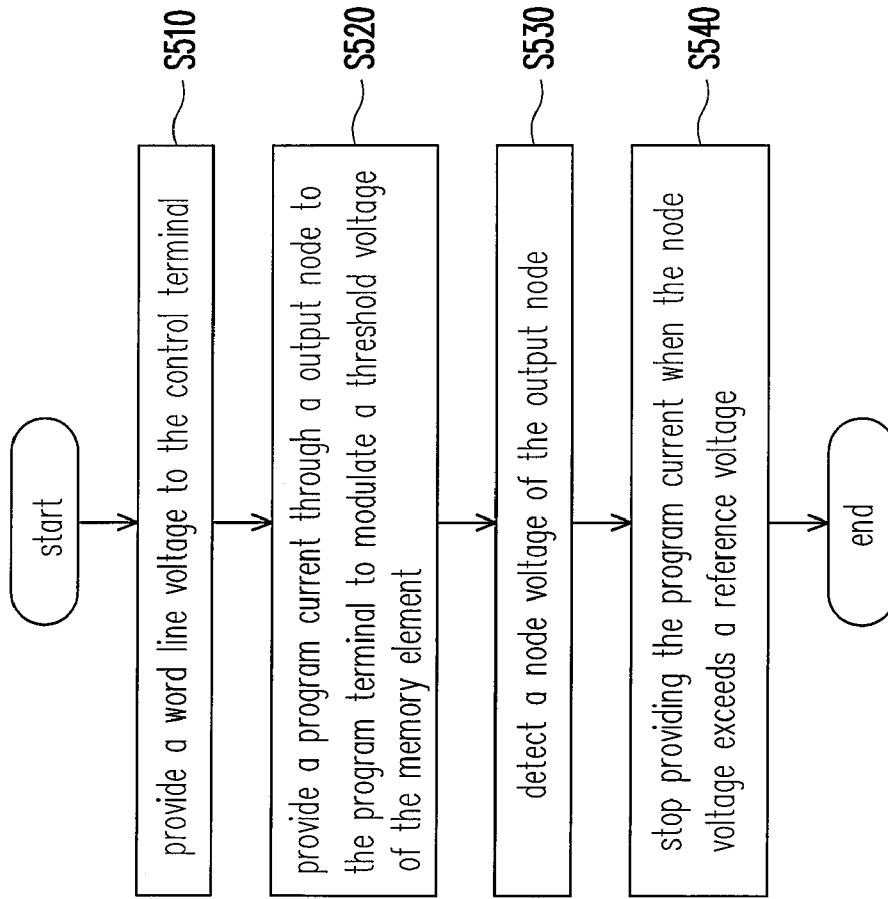 start
provide a word line voltage to the control terminal
S510
provide a program current through a output node to
the program terminal to modulate a threshold voltage
of the memory element
S520
detect a node voltage of the output node
S530
stop providing the program current when the node
voltage exceeds a reference voltage
S540
end